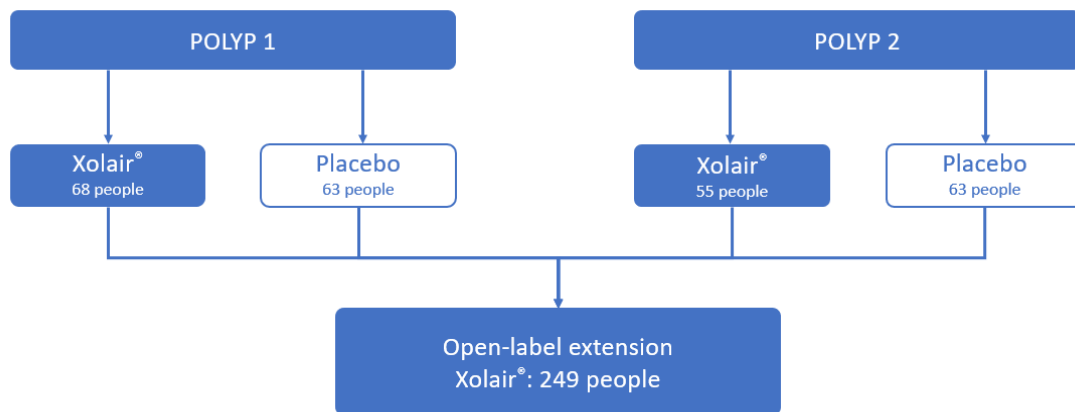 POLYP 1
POLYP 2
Xolair®
68 people
Placebo
63 people
Xolair®
55 people
Placebo
63 people
Open-label extension
Xolair®: 249 people